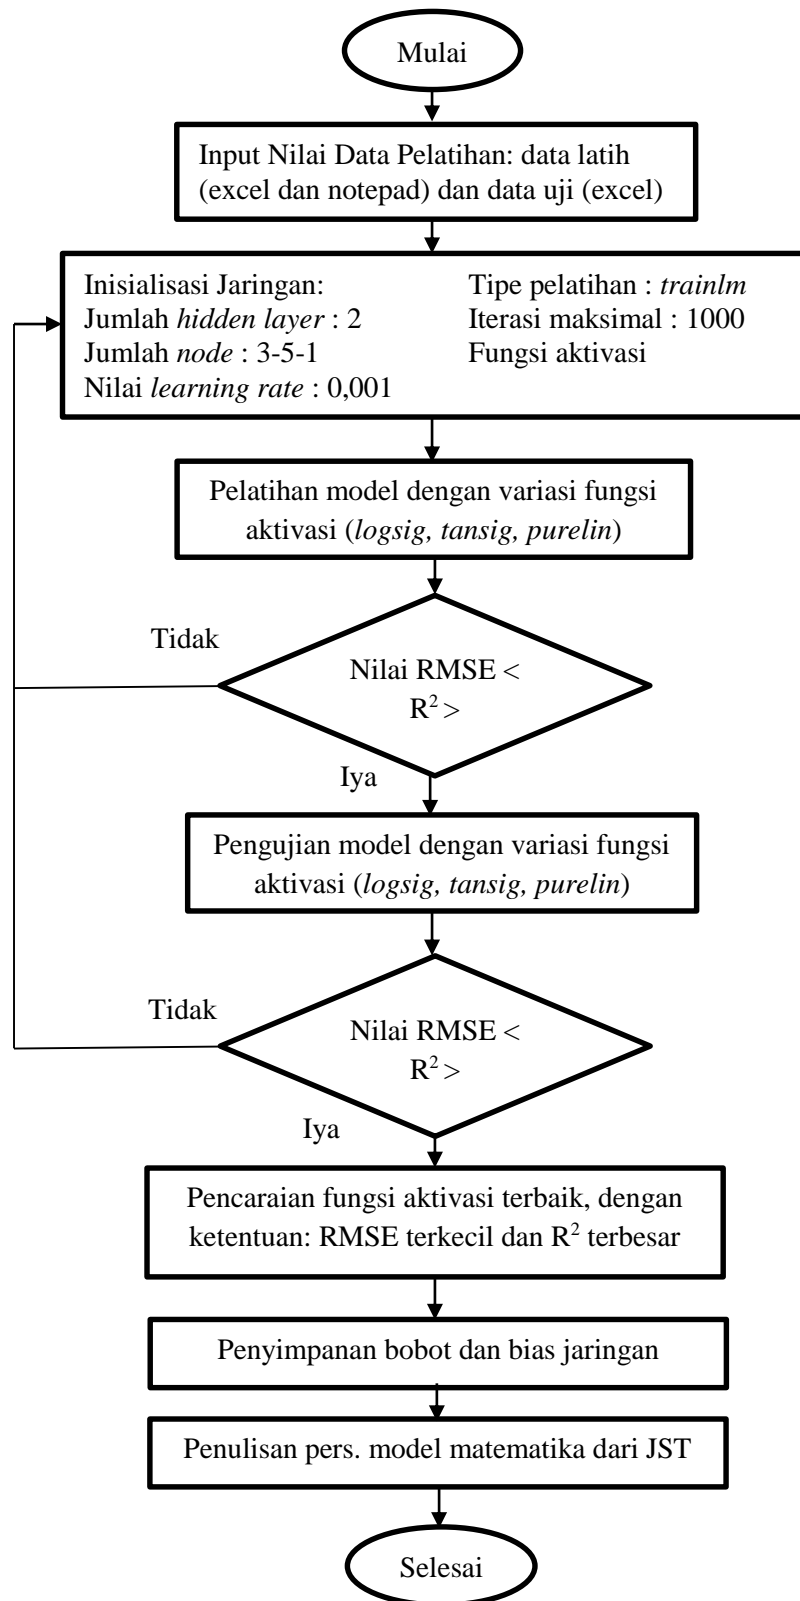 Mulai
Input Nilai Data Pelatihan: data latih
(excel dan notepad) dan data uji (excel)
Inisialisasi Jaringan:
Jumlah hidden layer : 2
Jumlah node : 3-5-1
Nilai learning rate : 0,001
Tipe pelatihan : trainlm
Iterasi maksimal : 1000
Fungsi aktivasi
Pelatihan model dengan variasi fungsi
aktivasi (logsig, tansig, purelin)
Tidak
Nilai RMSE <
R² >
Iya
Pengujian model dengan variasi fungsi
aktivasi (logsig, tansig, purelin)
Tidak
Nilai RMSE <
R² >
Iya
Pencaraian fungsi aktivasi terbaik, dengan
ketentuan: RMSE terkecil dan R² terbesar
Penyimpanan bobot dan bias jaringan
Penulisan pers. model matematika dari JST
Selesai